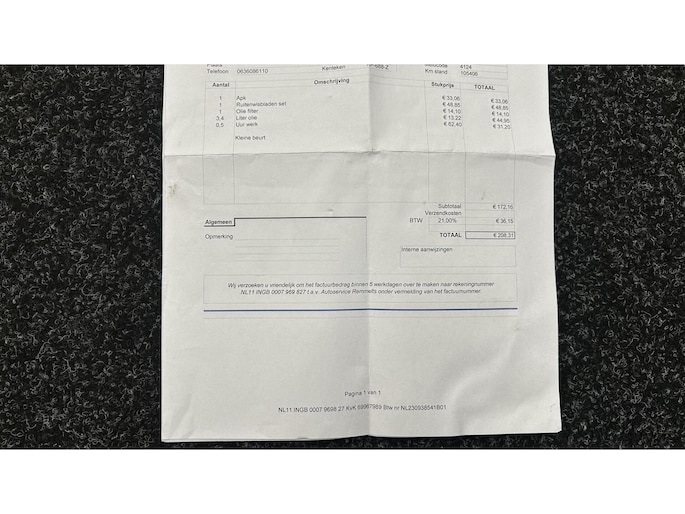 Telefoon 0636086110 Kenteken Km stand 105406
Aantal Omschrijving Stukprijs TOTAAL
1 Apk € 33,06 € 33,06
1 Ruitenwisbladen set € 48,85 € 48,85
1 Olie filter € 14,10 € 14,10
3,4 Liter olie € 13,22 € 44,95
0,5 Uur werk € 62,40 € 31,20
Kleine beurt
Subtotaal € 172,16
Verzendkosten
Algemeen BTW 21.00% € 36,15
TOTAAL € 208,31
Opmerking
Interne aanwijzingen
Wij verzoeken u vriendelijk om het factuurbedrag binnen 5 werkdagen over te maken naar rekeningnummer
NL11 INGB 0007 969 827 t.a.v. Autoservice Remmelts onder vermelding van het factuurnummer.
Pagina 1 van 1
NL11 INGB 0007 9698 27 KvK 69967989 Btw nr NL230938541B01